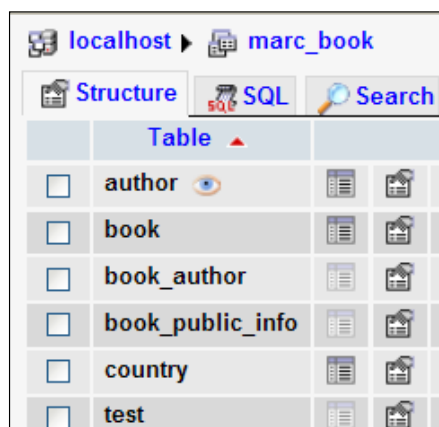 localhost marc_book
Structure SQL Search
Table
author
book
book_author
book_public_info
country
test